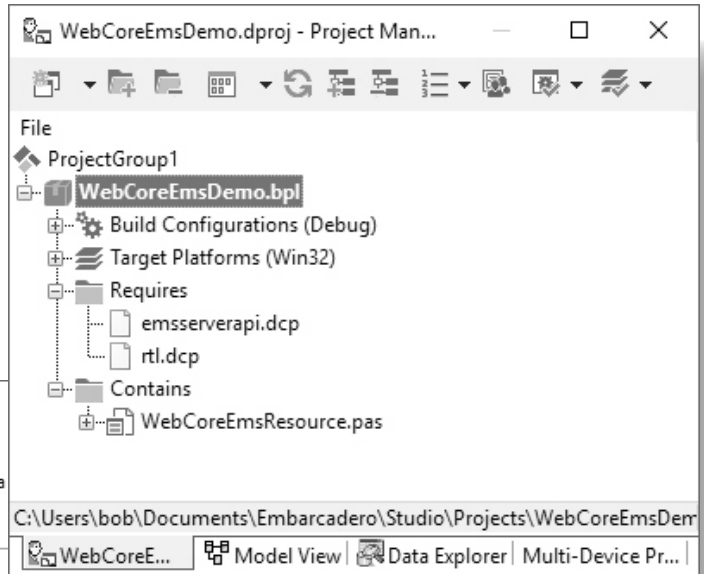 WebCoreEmsDemo.dproj - Project Man...
File
ProjectGroup1
WebCoreEmsDemo.bpl
Build Configurations (Debug)
Target Platforms (Win32)
Requires
emsserverapi.dcp
rtl.dcp
Contains
WebCoreEmsResource.pas
a
C:\Users\bob\Documents\Embarcadero\Studio\Projects\WebCoreEmsDem
WebCoreE... Model View Data Explorer Multi-Device Pr...